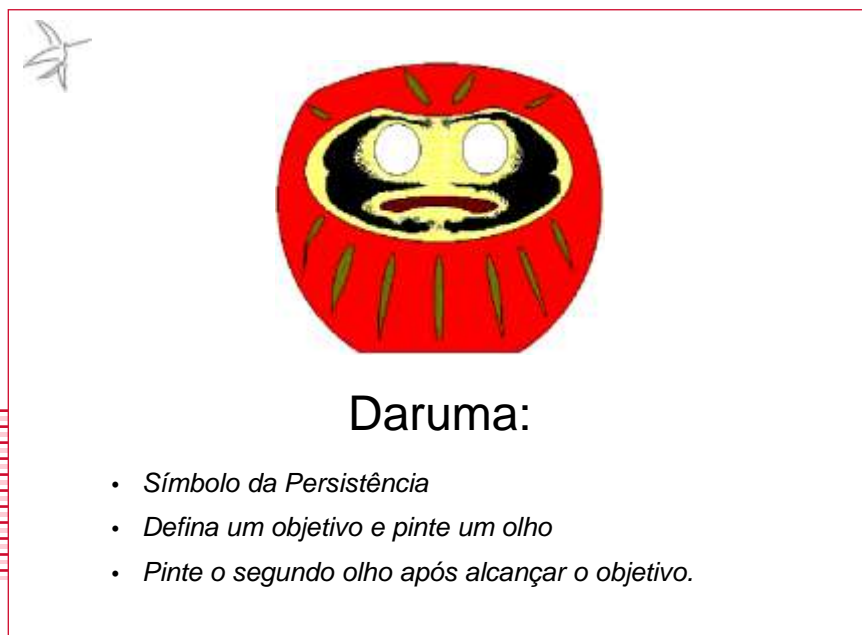 Daruma:
• Símbolo da Persistência
• Defina um objetivo e pinte um olho
• Pinte o segundo olho após alcançar o objetivo.